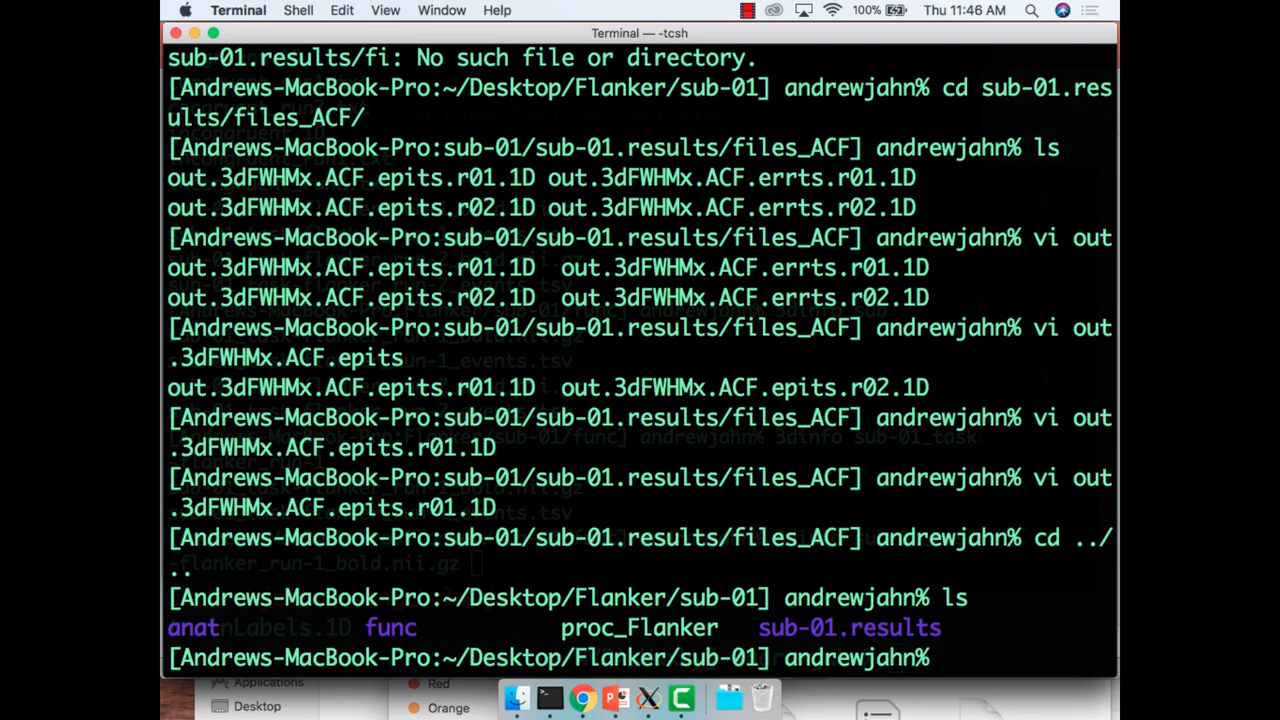 Terminal Shell Edit View Window Help 100% Thu 11:46 AM
Terminal — -tcsh
sub-01.results/fi: No such file or directory.
[Andrews-MacBook-Pro:~/Desktop/Flanker/sub-01] andrewjahn% cd sub-01.res
ults/files_ACF/
[Andrews-MacBook-Pro:sub-01/sub-01.results/files_ACF] andrewjahn% ls
out.3dFWHMx.ACF.epits.r01.1D out.3dFWHMx.ACF.errts.r01.1D
out.3dFWHMx.ACF.epits.r02.1D out.3dFWHMx.ACF.errts.r02.1D
[Andrews-MacBook-Pro:sub-01/sub-01.results/files_ACF] andrewjahn% vi out
out.3dFWHMx.ACF.epits.r01.1D out.3dFWHMx.ACF.errts.r01.1D
out.3dFWHMx.ACF.epits.r02.1D out.3dFWHMx.ACF.errts.r02.1D
[Andrews-MacBook-Pro:sub-01/sub-01.results/files_ACF] andrewjahn% vi out
.3dFWHMx.ACF.epits
out.3dFWHMx.ACF.epits.r01.1D out.3dFWHMx.ACF.epits.r02.1D
[Andrews-MacBook-Pro:sub-01/sub-01.results/files_ACF] andrewjahn% vi out
.3dFWHMx.ACF.epits.r01.1D
[Andrews-MacBook-Pro:sub-01/sub-01.results/files_ACF] andrewjahn% vi out
.3dFWHMx.ACF.epits.r01.1D
[Andrews-MacBook-Pro:sub-01/sub-01.results/files_ACF] andrewjahn% cd ../
..
[Andrews-MacBook-Pro:~/Desktop/Flanker/sub-01] andrewjahn% ls
anat func proc_Flanker sub-01.results
[Andrews-MacBook-Pro:~/Desktop/Flanker/sub-01] andrewjahn%
Applications Red
Desktop Orange